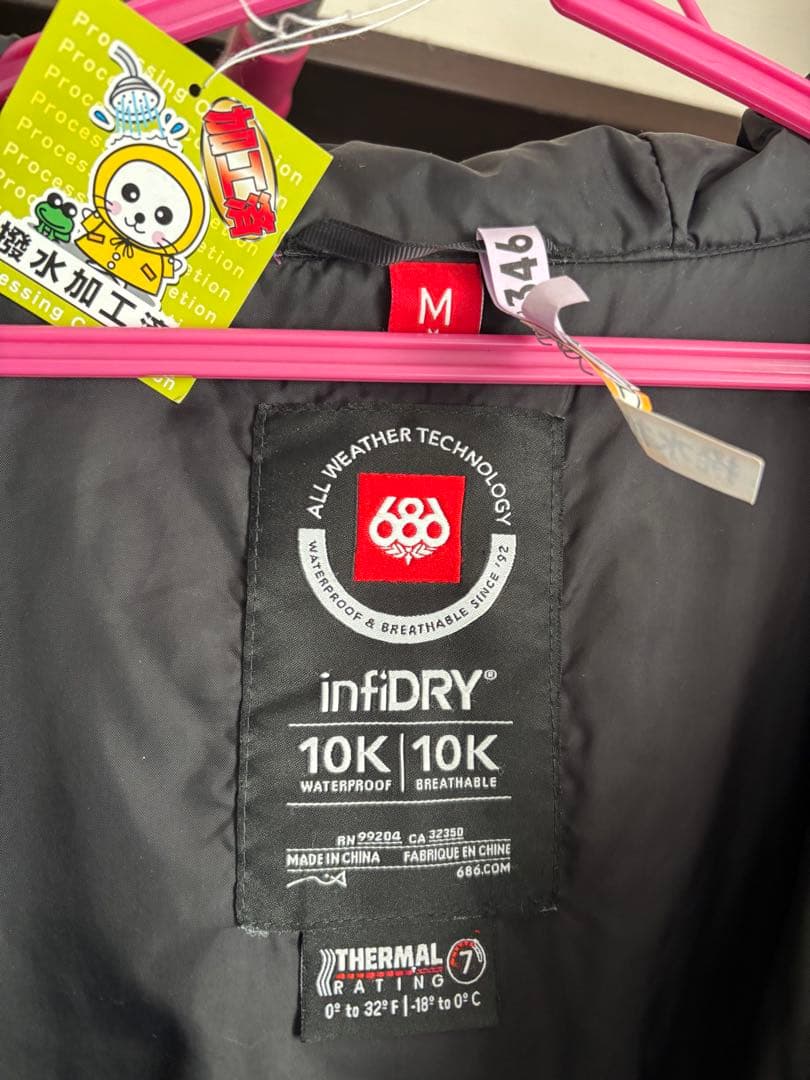 Processing Completion
加工済
撥水加工済
346
M
ALL WEATHER TECHNOLOGY
686
WATERPROOF & BREATHABLE SINCE '92
infiDRY®
10K | 10K
WATERPROOF BREATHABLE
RN 99204 CA 32350
MADE IN CHINA FABRIQUE EN CHINE
686.COM
THERMAL 7
RATING
0° to 32° F | -18° to 0° C